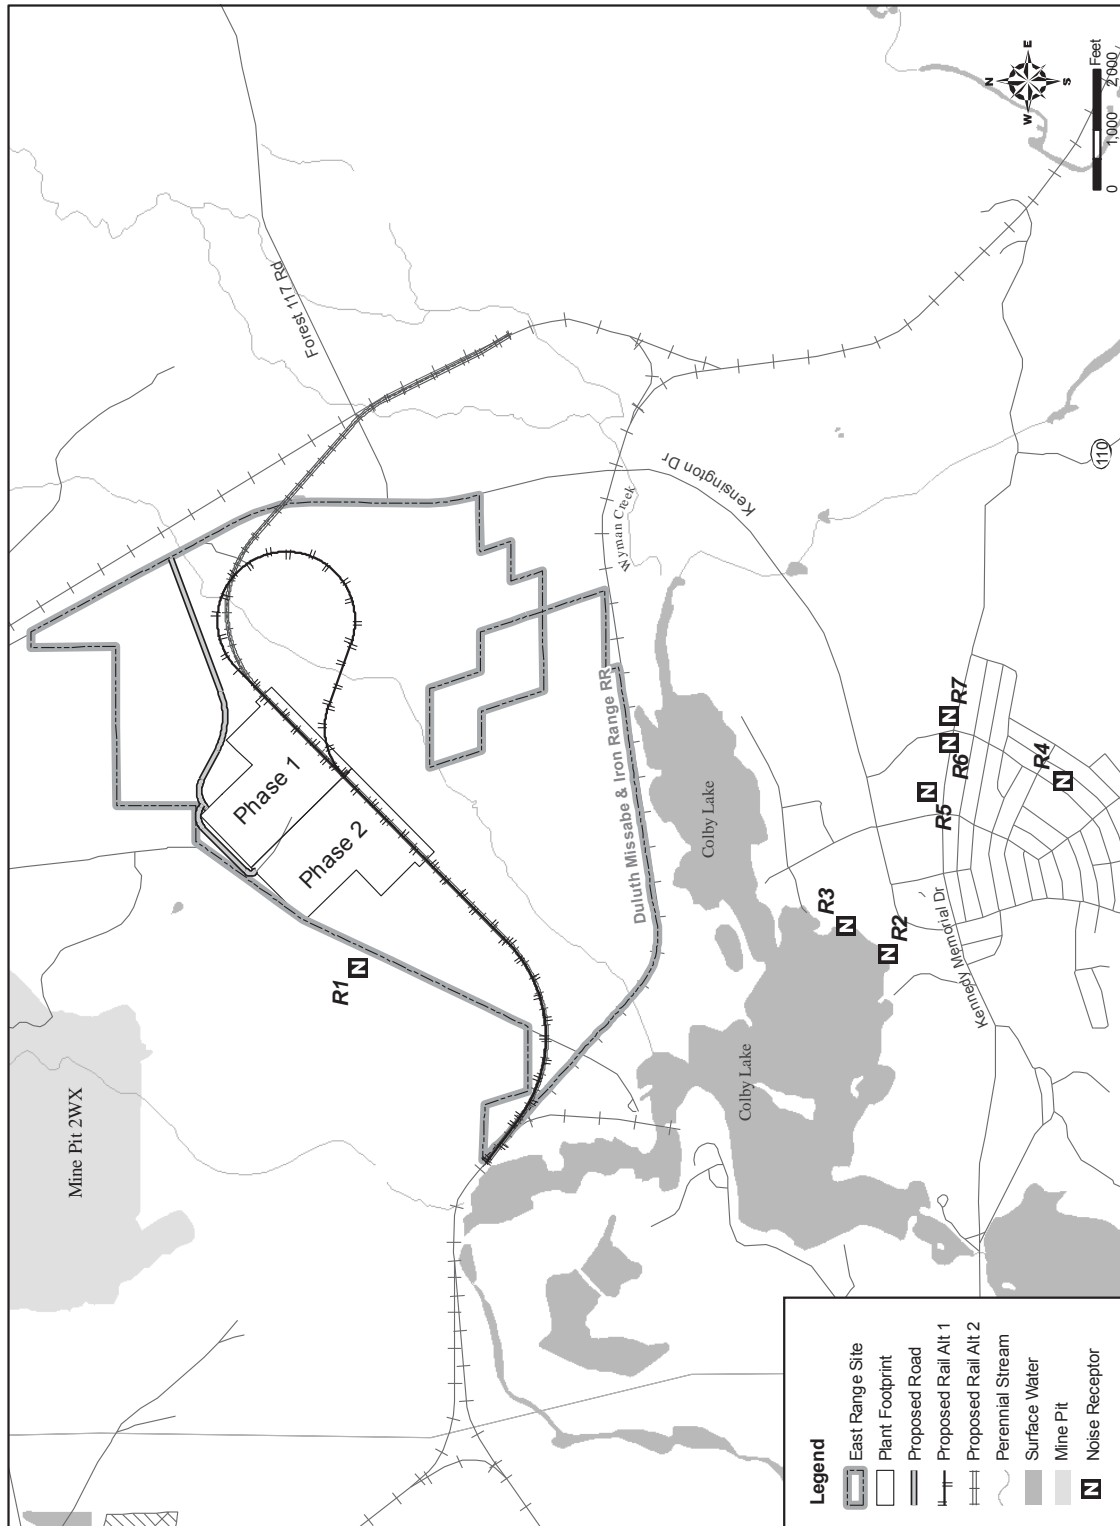 Mine Pit 2WX
Forest 117 Rd
Phase 1
Phase 2
R1
Kensington Dr
Wyman Creek
Duluth Missabe & Iron Range RR
Colby Lake
Colby Lake
R3
R2
R5
R6
R7
R4
Kennedy Memorial Dr
110
N
N
N
N
N
N
N
N
W
E
S
0
1,000
2,000
Feet
Legend
East Range Site
Plant Footprint
Proposed Road
Proposed Rail Alt 1
Proposed Rail Alt 2
Perennial Stream
Surface Water
Mine Pit
N
Noise Receptor